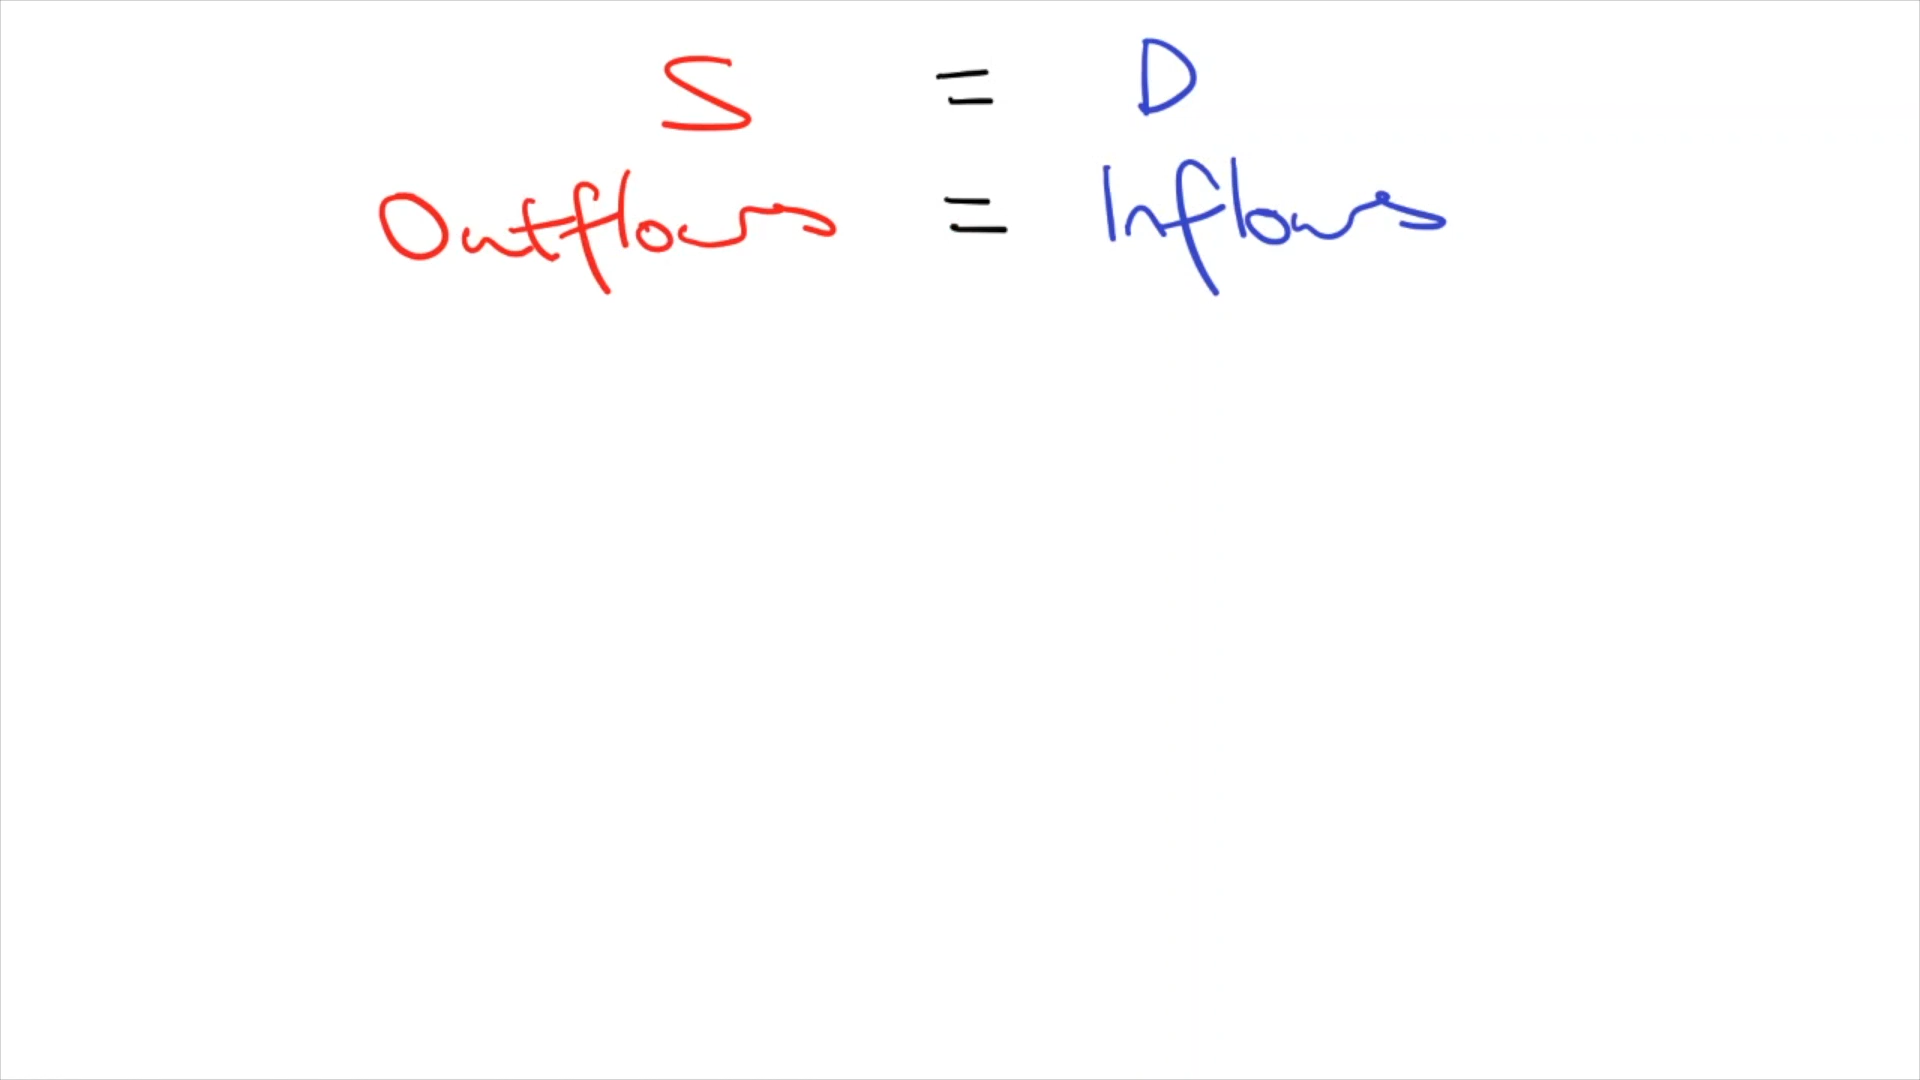 S = D
Outflows = Inflows